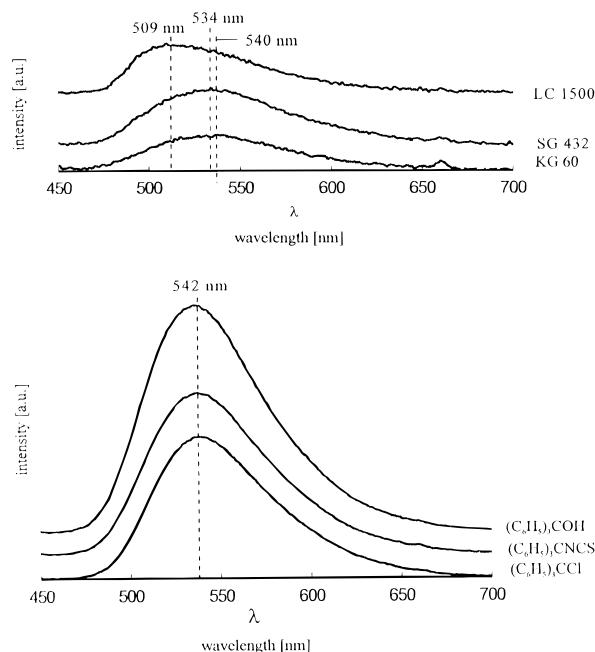 534 nm
509 nm
540 nm
intensity [a.u.]
LC 1500
SG 432
KG 60
450 500 550 600 650 700
λ
wavelength [nm]
542 nm
intensity [a.u.]
(C₆H₅)₃COH
(C₆H₅)₃CNCS
(C₆H₅)₃CCl
450 500 550 600 650 700
λ
wavelength [nm]